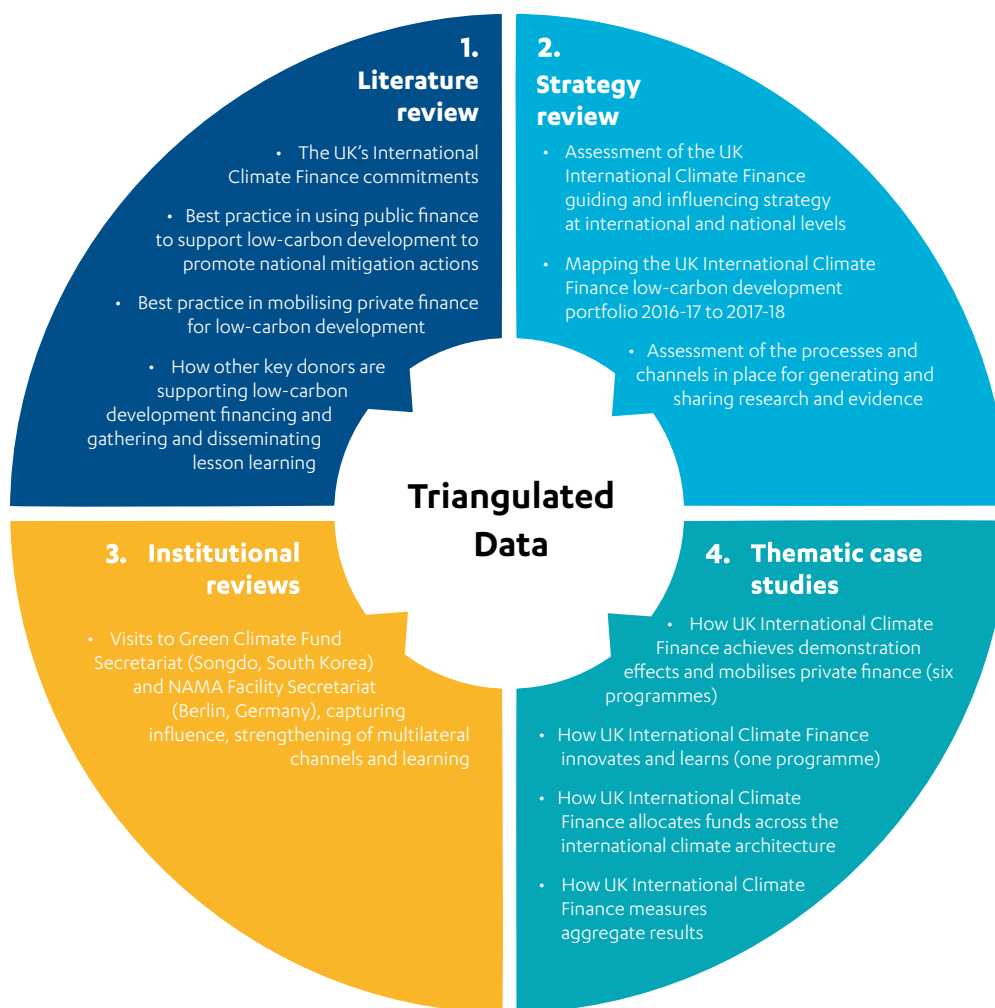 1.
Literature
review
• The UK's International
Climate Finance commitments
• Best practice in using public finance
to support low-carbon development to
promote national mitigation actions
• Best practice in mobilising private finance
for low-carbon development
• How other key donors are
supporting low-carbon
development financing and
gathering and disseminating
lesson learning
2.
Strategy
review
• Assessment of the UK
International Climate Finance
guiding and influencing strategy
at international and national levels
• Mapping the UK International Climate
Finance low-carbon development
portfolio 2016-17 to 2017-18
• Assessment of the processes and
channels in place for generating and
sharing research and evidence
Triangulated
Data
3. Institutional
reviews
• Visits to Green Climate Fund
Secretariat (Songdo, South Korea)
and NAMA Facility Secretariat
(Berlin, Germany), capturing
influence, strengthening of multilateral
channels and learning
4. Thematic case
studies
• How UK International Climate
Finance achieves demonstration
effects and mobilises private finance (six
programmes)
• How UK International Climate Finance
innovates and learns (one programme)
• How UK International Climate
Finance allocates funds across the
international climate architecture
• How UK International Climate
Finance measures
aggregate results